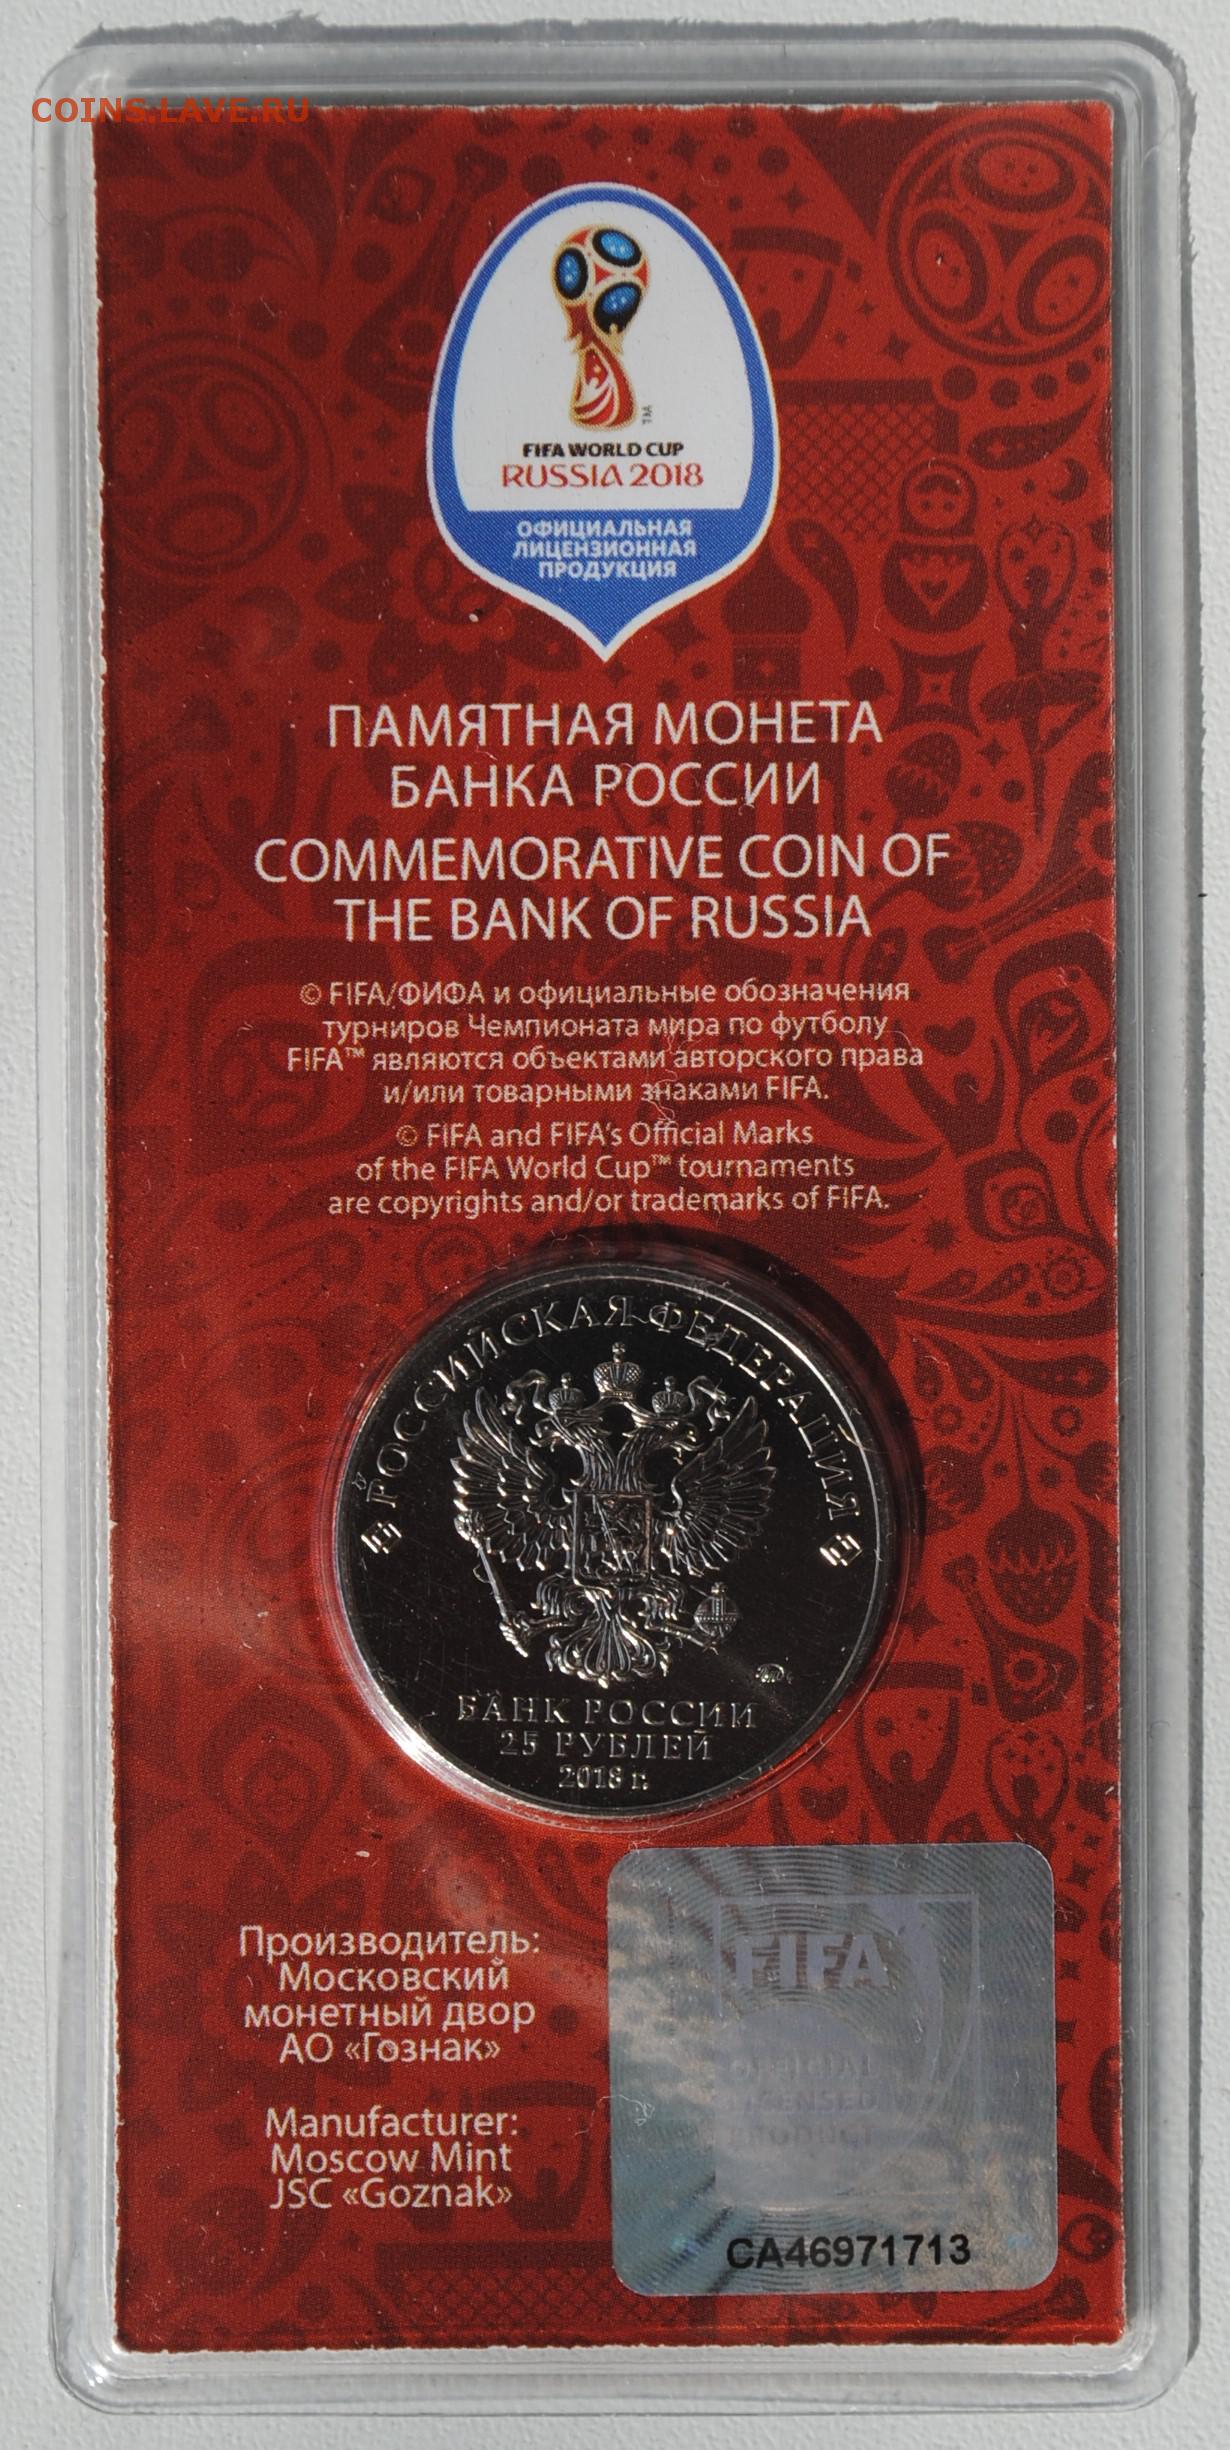 COINS.LAVE.RU
TM
FIFA WORLD CUP
RUSSIA 2018
ОФИЦИАЛЬНАЯ
ЛИЦЕНЗИОННАЯ
ПРОДУКЦИЯ
ПАМЯТНАЯ МОНЕТА
БАНКА РОССИИ
COMMEMORATIVE COIN OF
THE BANK OF RUSSIA
© FIFA/ФИФА и официальные обозначения
турниров Чемпионата мира по футболу
FIFA™ являются объектами авторского права
и/или товарными знаками FIFA.
© FIFA and FIFA's Official Marks
of the FIFA World Cup™ tournaments
are copyrights and/or trademarks of FIFA.
РОССИЙСКАЯ ФЕДЕРАЦИЯ
БАНК РОССИИ
25 РУБЛЕЙ
2018 г.
Производитель:
Московский
монетный двор
АО «Гознак»
Manufacturer:
Moscow Mint
JSC «Goznak»
FIFA
OFFICIAL
LICENSED
PRODUCT
CA46971713